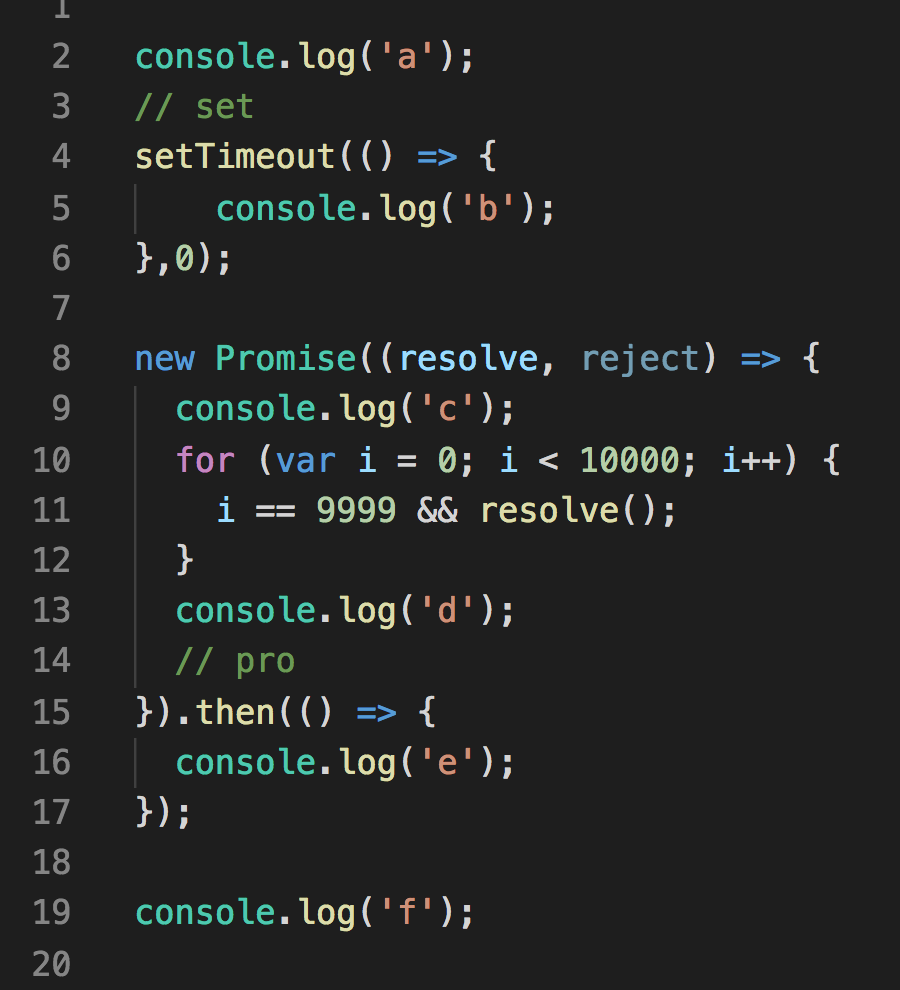 1
2 console.log('a');
3 // set
4 setTimeout(() => {
5     console.log('b');
6 },0);
7
8 new Promise((resolve, reject) => {
9   console.log('c');
10   for (var i = 0; i < 10000; i++) {
11     i == 9999 && resolve();
12   }
13   console.log('d');
14   // pro
15 }).then(() => {
16   console.log('e');
17 });
18
19 console.log('f');
20